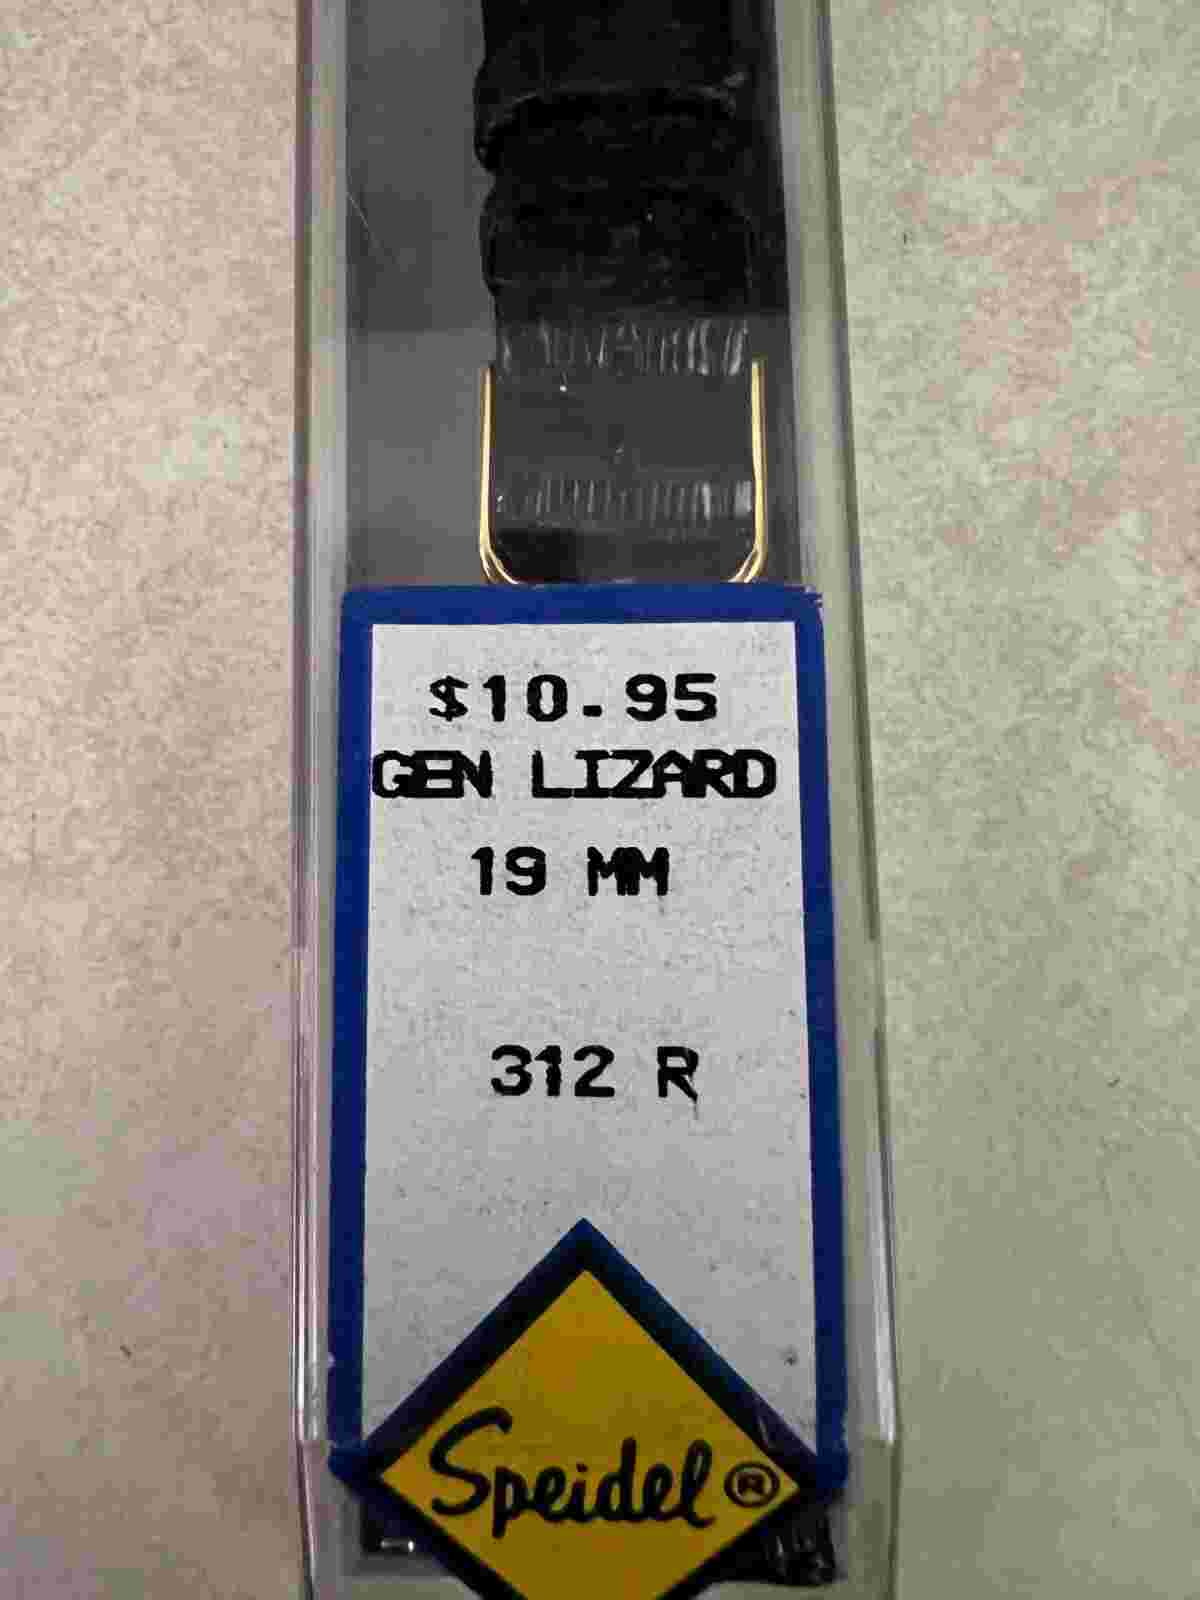 $10.95
GEN LIZARD
19 MM
312 R
Speidel®